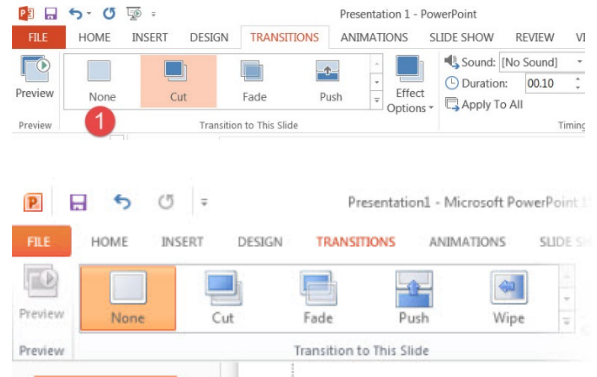 Presentation 1 - PowerPoint
FILE HOME INSERT DESIGN TRANSITIONS ANIMATIONS SLIDE SHOW REVIEW
Preview None Cut Fade Push Effect Options Sound: [No Sound]
Duration: 00.10
Apply To All
1
Preview Transition to This Slide Timing
Presentation1 - Microsoft PowerPoint
FILE HOME INSERT DESIGN TRANSITIONS ANIMATIONS SLIDE
Preview None Cut Fade Push Wipe
Preview Transition to This Slide